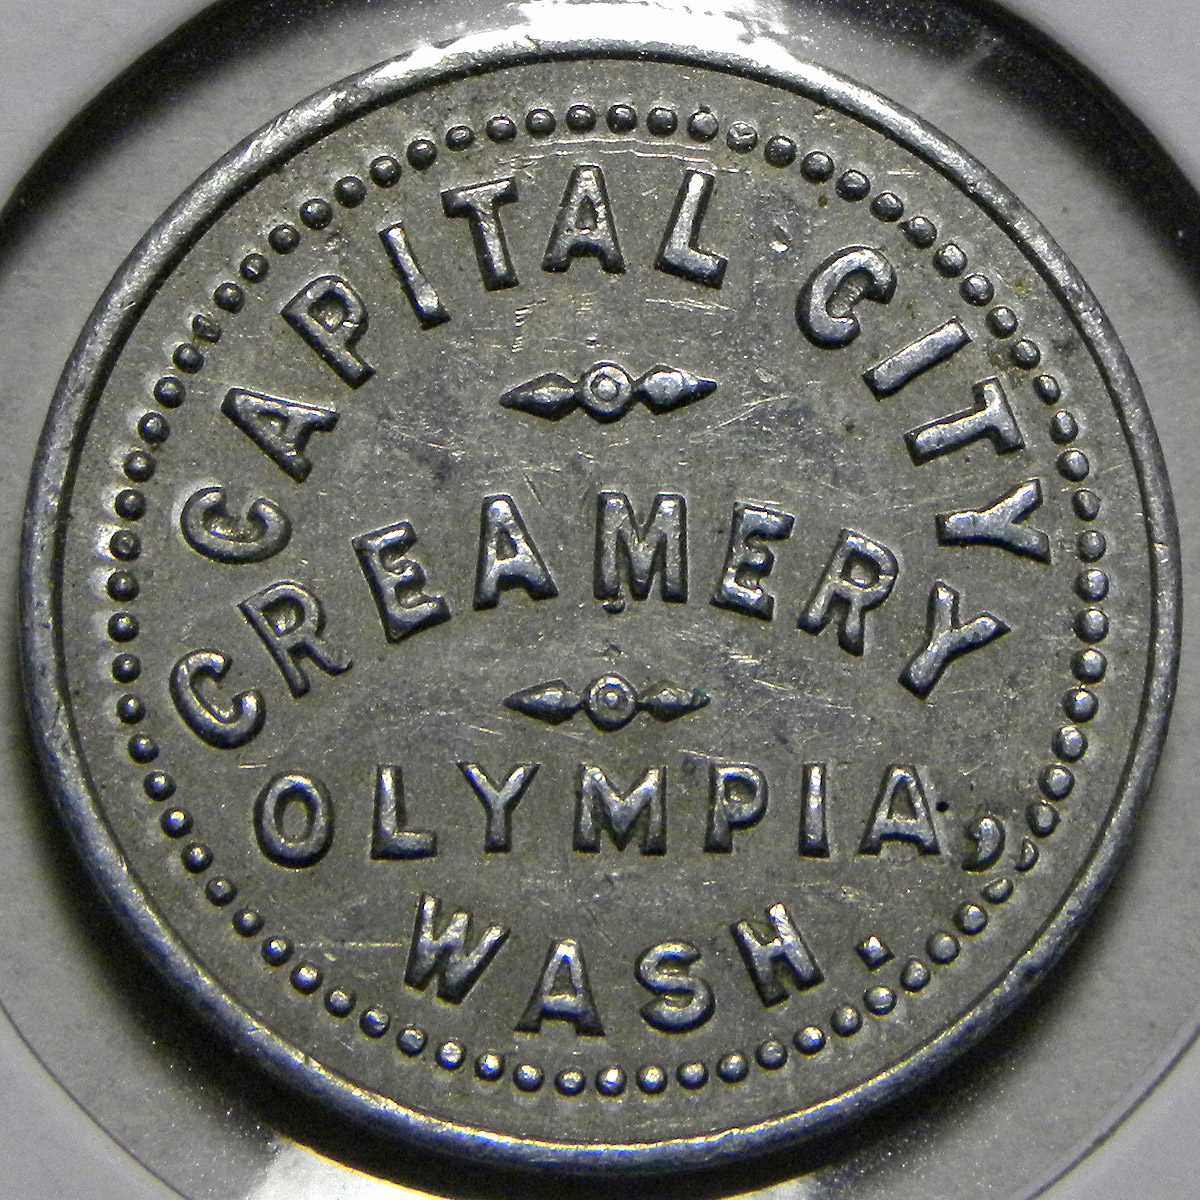 CAPITAL CITY
CREAMERY
OLYMPIA,
WASH.